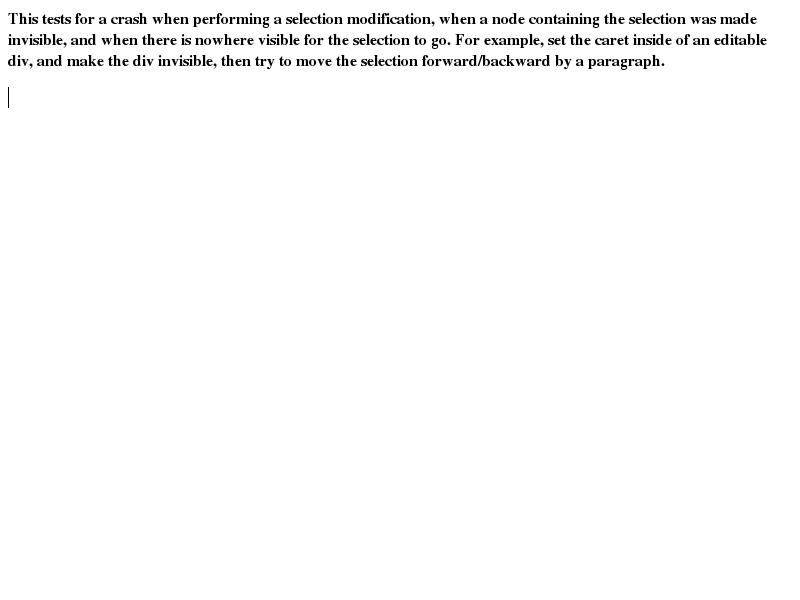 This tests for a crash when performing a selection modification, when a node containing the selection was made
invisible, and when there is nowhere visible for the selection to go. For example, set the caret inside of an editable
div, and make the div invisible, then try to move the selection forward/backward by a paragraph.